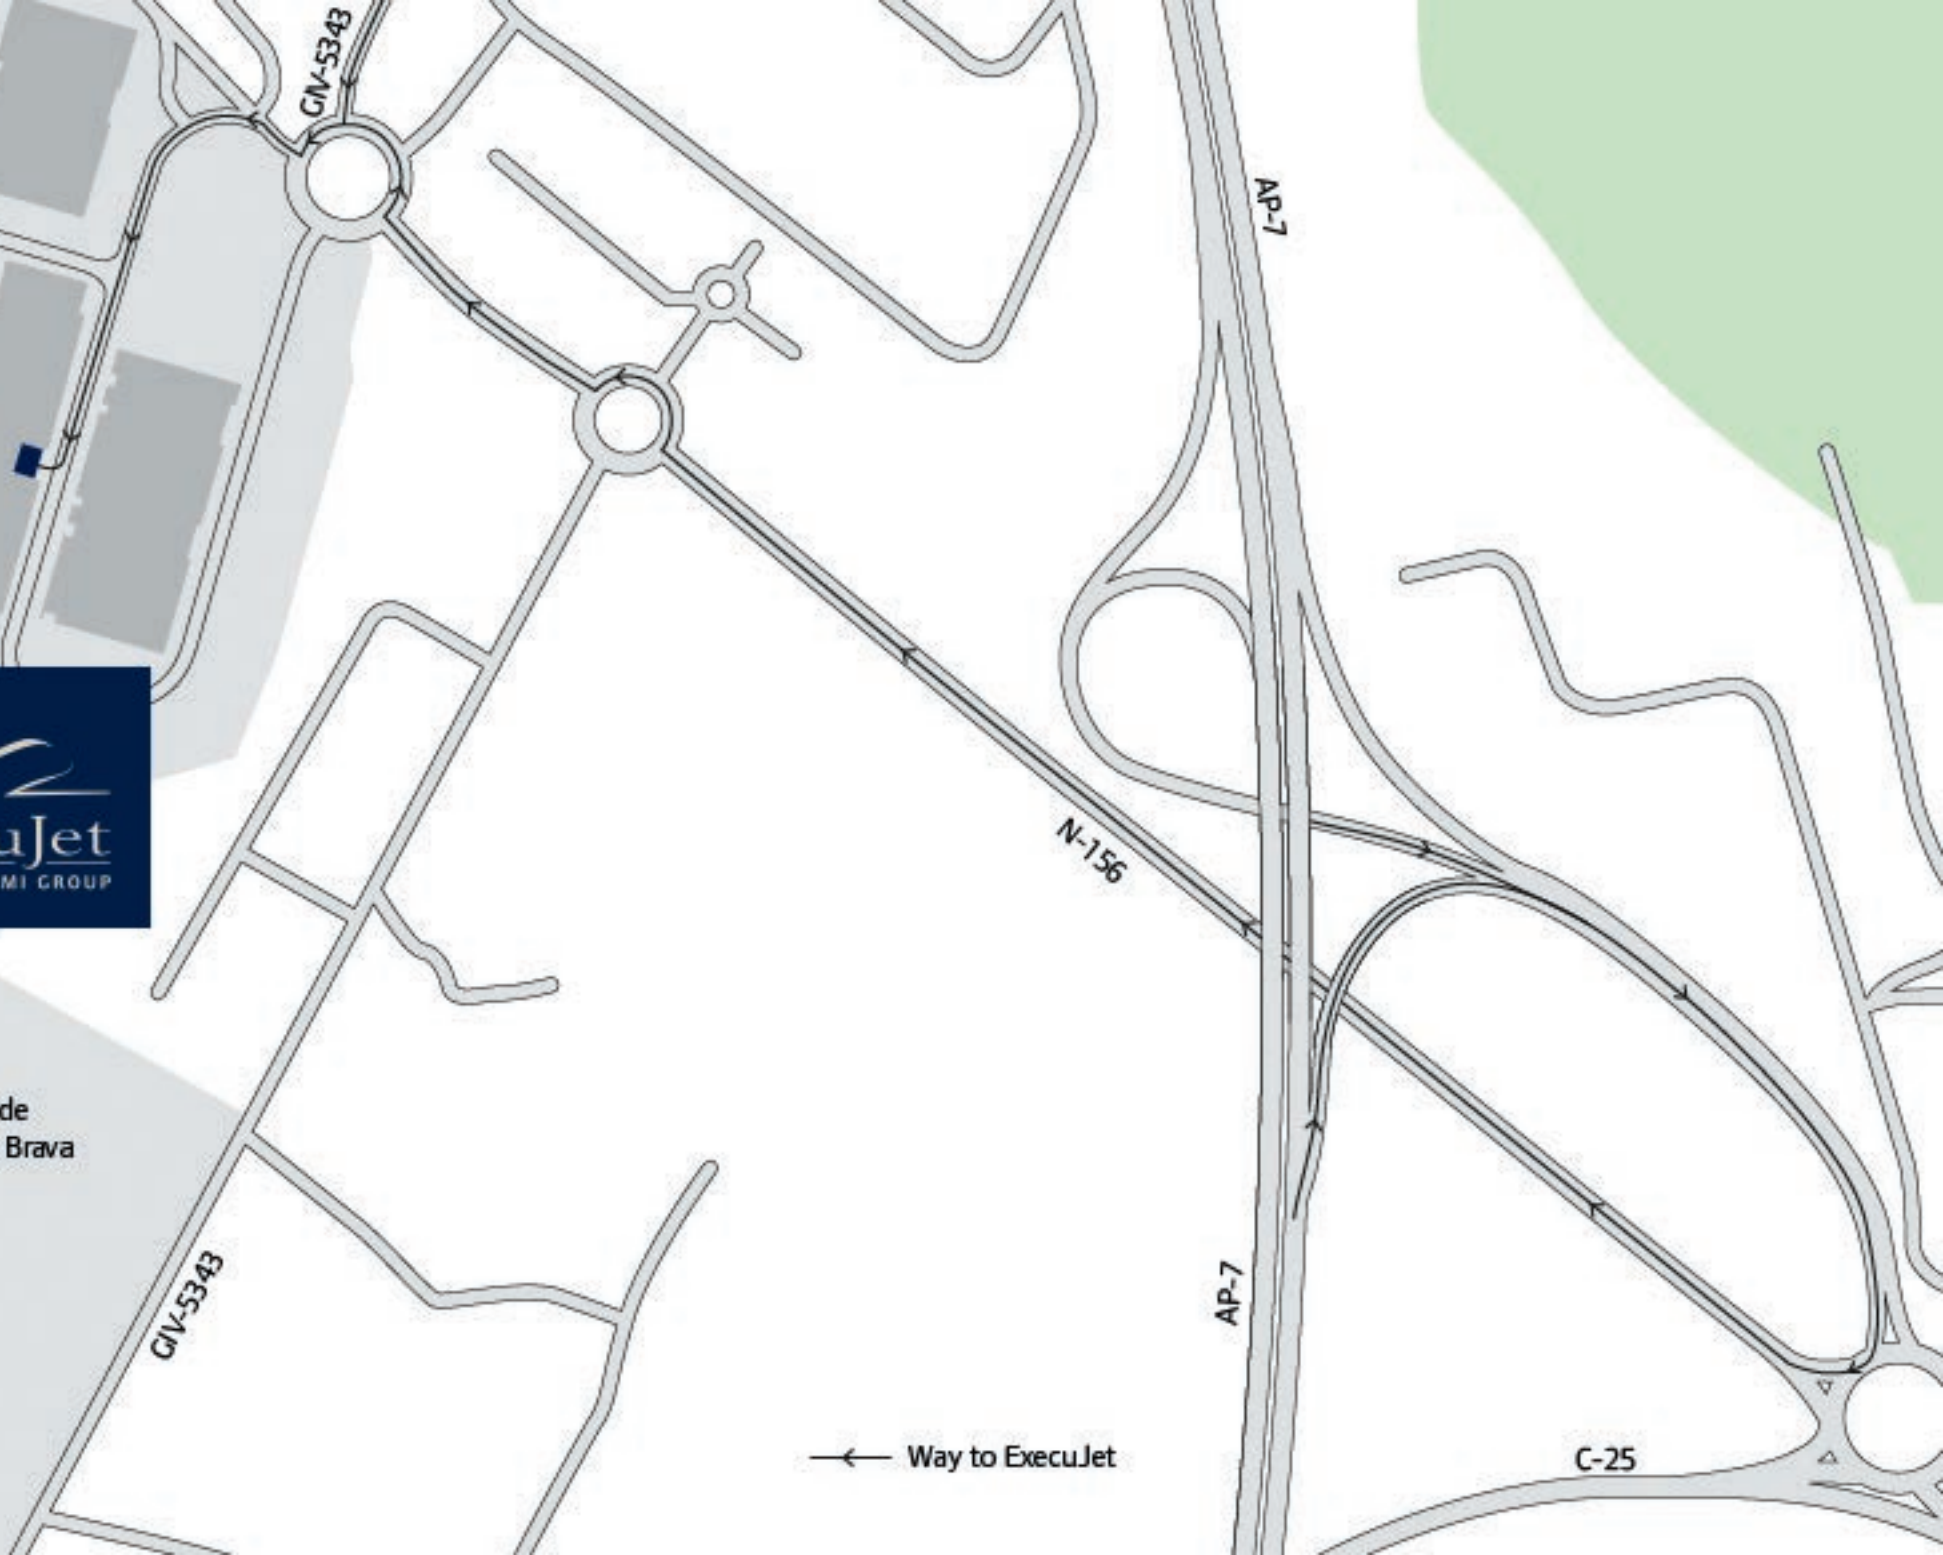 GIV-5343
AP-7
N-156
uJet
MI GROUP
de
Brava
GIV-5343
AP-7
Way to ExecuJet
C-25